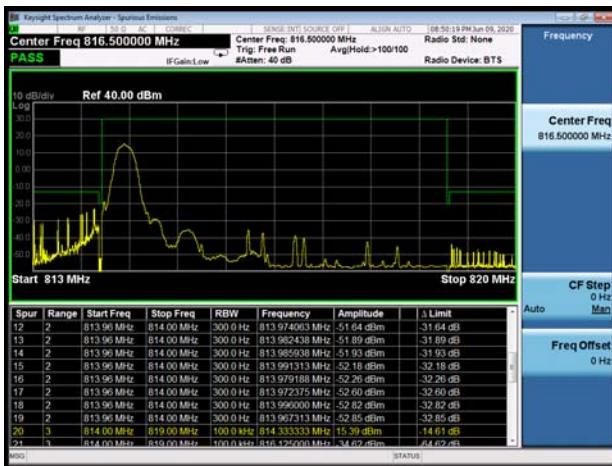 Keysight Spectrum Analyzer - Spurious Emissions
RF 50 Ω AC CORREC SENSE:INT SOURCE OFF ALIGN AUTO 08:50:19 PM Jun 09, 2020
Center Freq 816.500000 MHz
Center Freq: 816.500000 MHz
Radio Std: None
Trig: Free Run
Avg|Hold:>100/100
PASS
IFGain:Low
#Atten: 40 dB
Radio Device: BTS
10 dB/div
Ref 40.00 dBm
Log
30.0
20.0
10.0
0.00
-10.0
-20.0
-30.0
-40.0
-50.0
Start 813 MHz
Stop 820 MHz
Spur Range Start Freq Stop Freq RBW Frequency Amplitude Δ Limit
12 2 813.96 MHz 814.00 MHz 300.0 Hz 813.974063 MHz -51.64 dBm -31.64 dB
13 2 813.96 MHz 814.00 MHz 300.0 Hz 813.982438 MHz -51.89 dBm -31.89 dB
14 2 813.96 MHz 814.00 MHz 300.0 Hz 813.985938 MHz -51.93 dBm -31.93 dB
15 2 813.96 MHz 814.00 MHz 300.0 Hz 813.991313 MHz -52.18 dBm -32.18 dB
16 2 813.96 MHz 814.00 MHz 300.0 Hz 813.979188 MHz -52.26 dBm -32.26 dB
17 2 813.96 MHz 814.00 MHz 300.0 Hz 813.972375 MHz -52.60 dBm -32.60 dB
18 2 813.96 MHz 814.00 MHz 300.0 Hz 813.996000 MHz -52.82 dBm -32.82 dB
19 2 813.96 MHz 814.00 MHz 300.0 Hz 813.967313 MHz -52.85 dBm -32.85 dB
20 3 814.00 MHz 819.00 MHz 100.0 kHz 814.333333 MHz 15.39 dBm -14.61 dB
21 3 814.00 MHz 819.00 MHz 100.0 kHz 816.125000 MHz -34.62 dBm -64.62 dB
MSG
STATUS
Frequency
Center Freq
816.500000 MHz
CF Step
0 Hz
Auto Man
Freq Offset
0 Hz